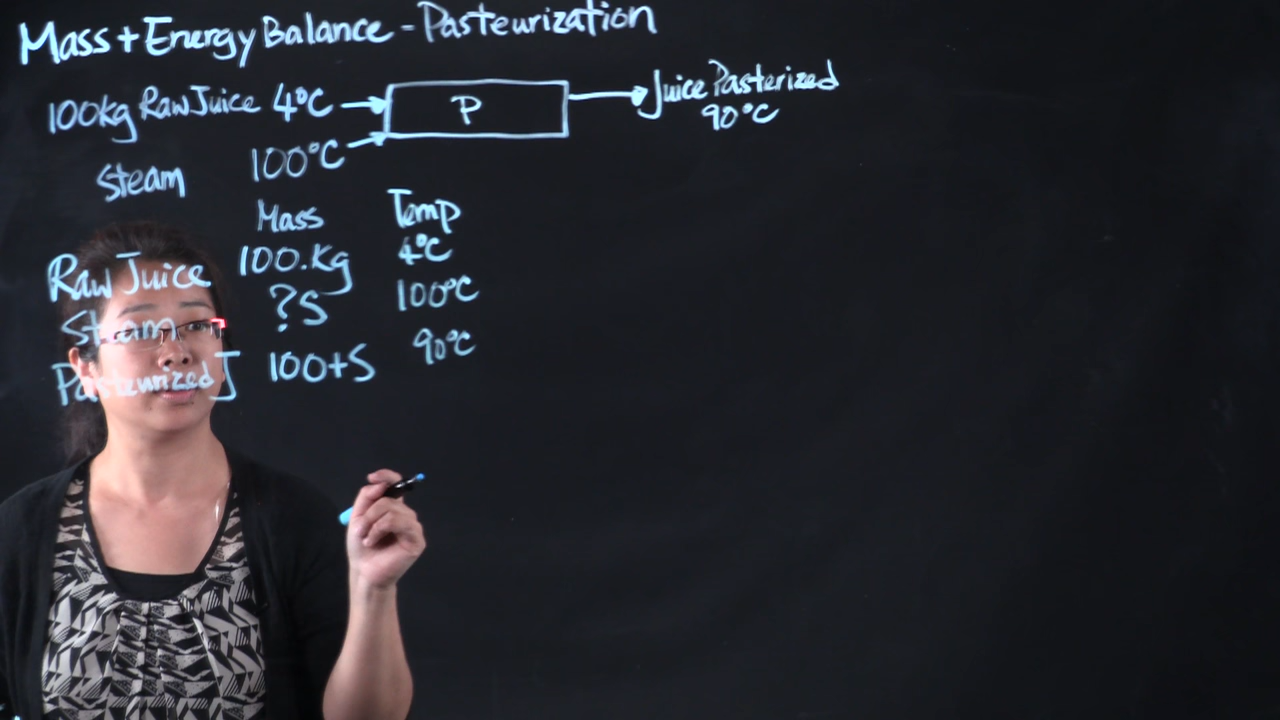 Mass + Energy Balance - Pasteurization
100kg Raw Juice 4°C P Juice Pasterized
90°C
Steam 100°C
Mass Temp
Raw Juice 100.Kg 4°C
Steam ?S 100°C
Pasteurized J 100+S 90°C